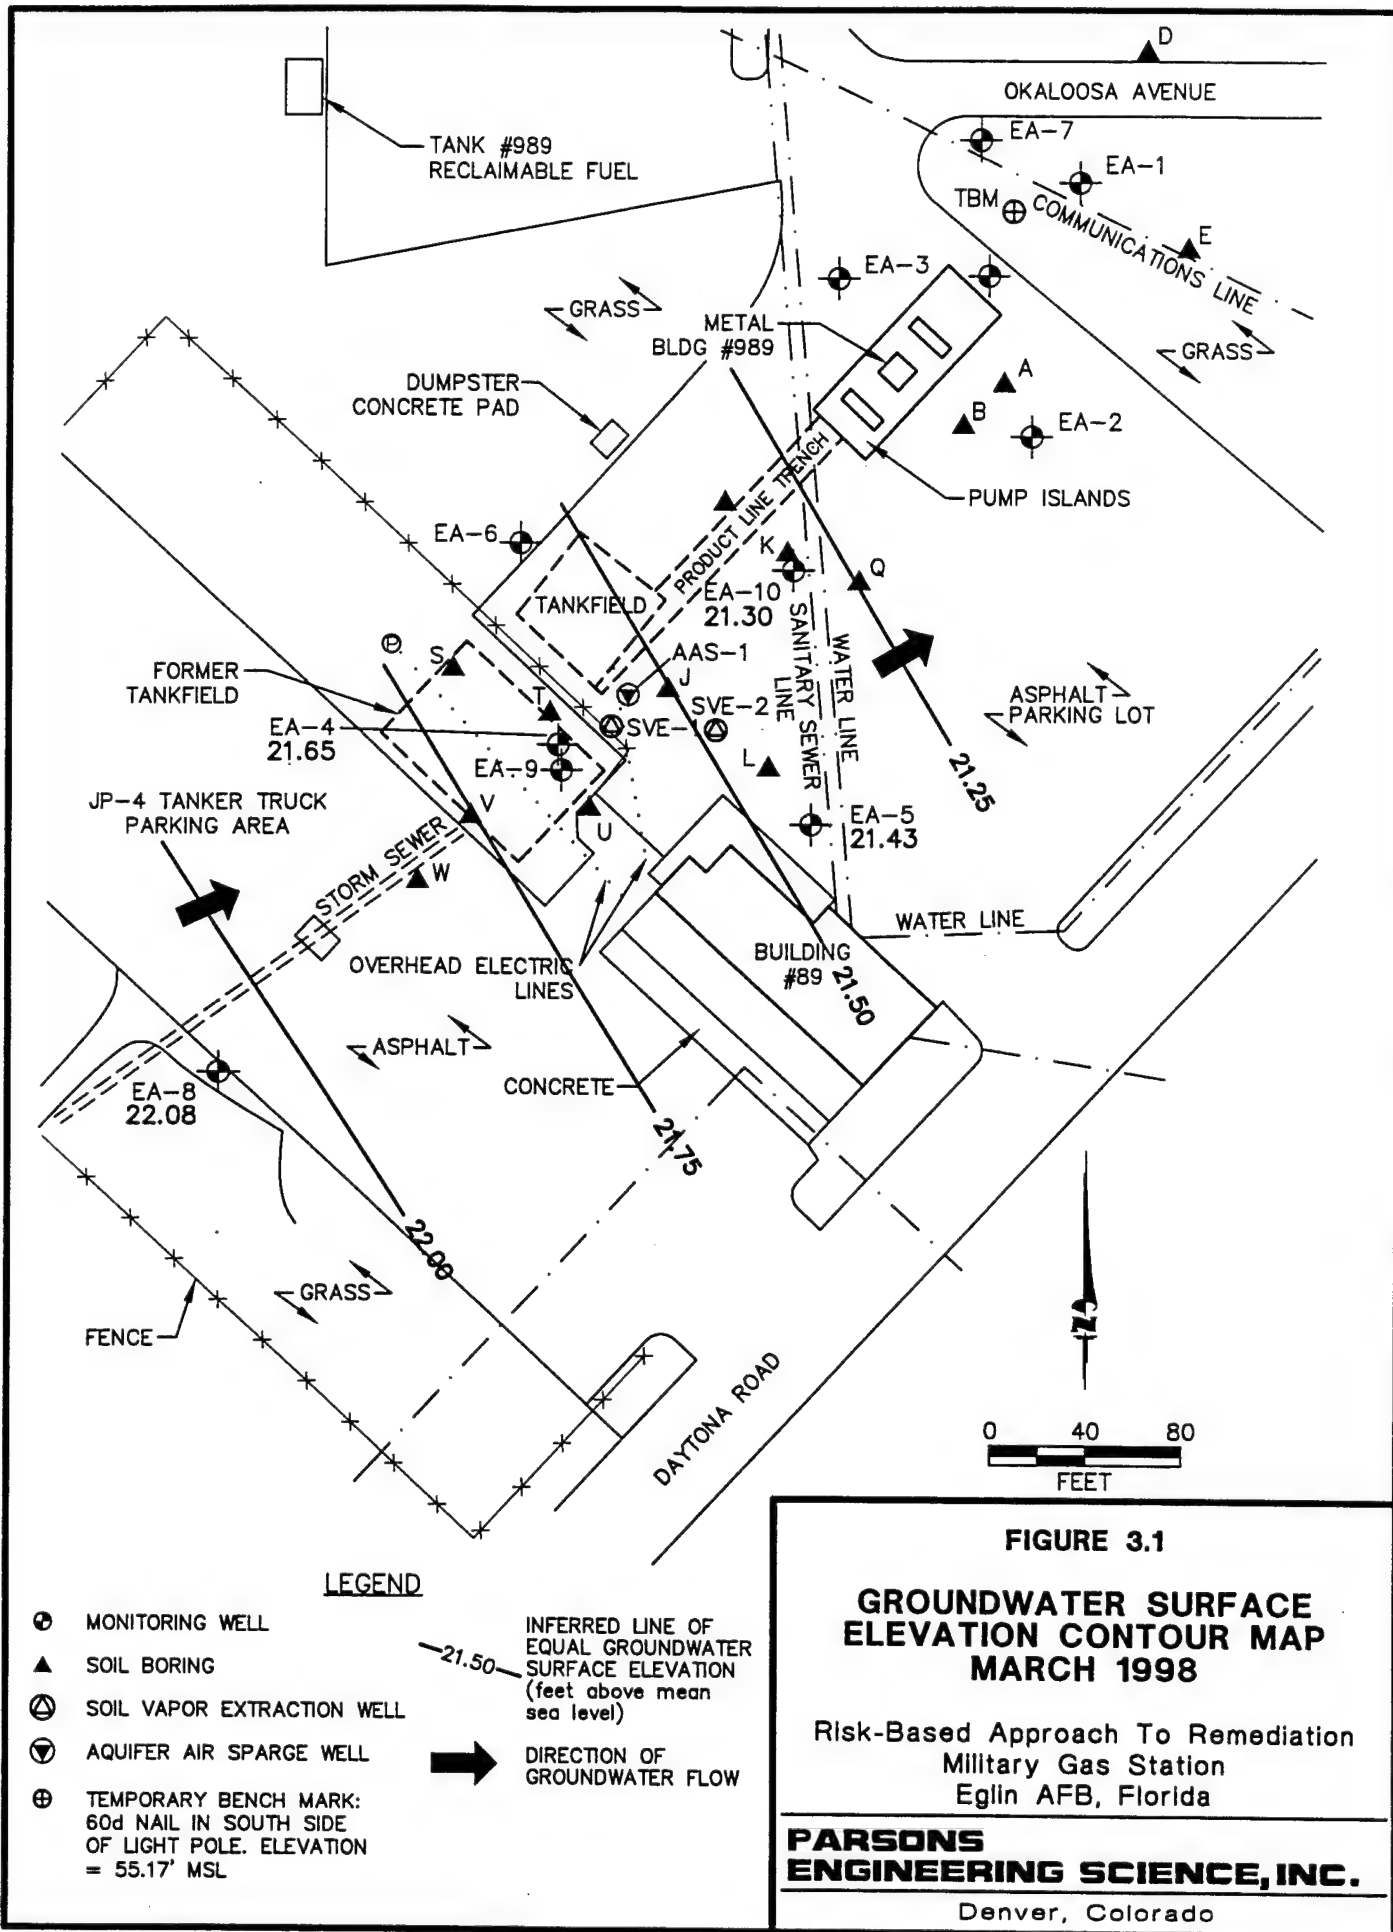 D
OKALOOSA AVENUE
TANK #989
RECLAIMABLE FUEL
EA-7
EA-1
TBM
COMMUNICATIONS LINE
E
EA-3
GRASS
METAL
BLDG #989
GRASS
DUMPSTER
CONCRETE PAD
A
B
EA-2
PUMP ISLANDS
PRODUCT LINE TRENCH
EA-6
K
Q
TANKFIELD
EA-10
21.30
SANITARY SEWER
LINE
WATER LINE
P
S
AAS-1
J
FORMER
TANKFIELD
T
SVE-2
SVE-1
ASPHALT
PARKING LOT
EA-4
21.65
EA-9
L
21.25
JP-4 TANKER TRUCK
PARKING AREA
V
U
EA-5
21.43
STORM SEWER
W
WATER LINE
OVERHEAD ELECTRIC
LINES
BUILDING
#89
21.50
ASPHALT
CONCRETE
EA-8
22.08
21.75
22.00
GRASS
FENCE
N
DAYTONA ROAD
0 40 80
FEET
LEGEND
MONITORING WELL
SOIL BORING
SOIL VAPOR EXTRACTION WELL
AQUIFER AIR SPARGE WELL
TEMPORARY BENCH MARK:
60d NAIL IN SOUTH SIDE
OF LIGHT POLE. ELEVATION
= 55.17' MSL
21.50
INFERRED LINE OF
EQUAL GROUNDWATER
SURFACE ELEVATION
(feet above mean
sea level)
DIRECTION OF
GROUNDWATER FLOW
FIGURE 3.1
GROUNDWATER SURFACE
ELEVATION CONTOUR MAP
MARCH 1998
Risk-Based Approach To Remediation
Military Gas Station
Eglin AFB, Florida
PARSONS
ENGINEERING SCIENCE, INC.
Denver, Colorado